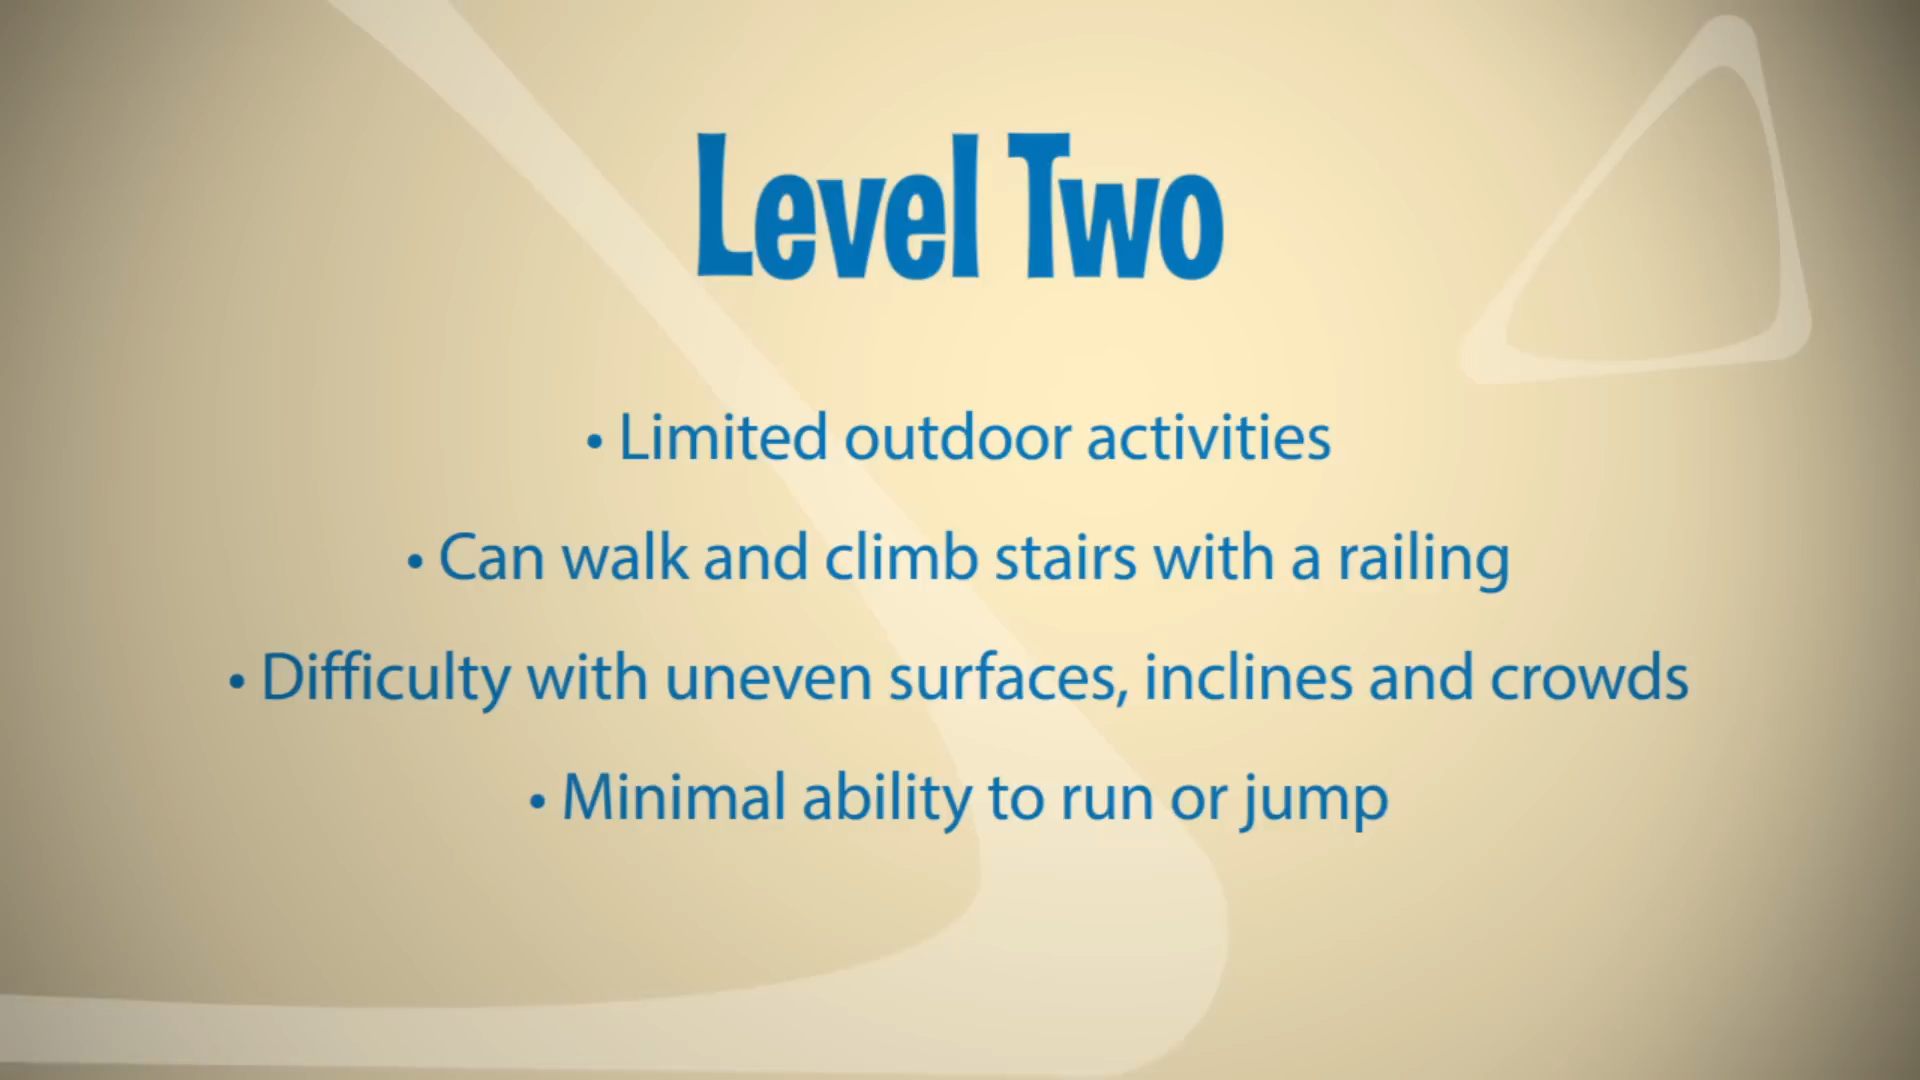 Level Two
• Limited outdoor activities
• Can walk and climb stairs with a railing
• Difficulty with uneven surfaces, inclines and crowds
• Minimal ability to run or jump